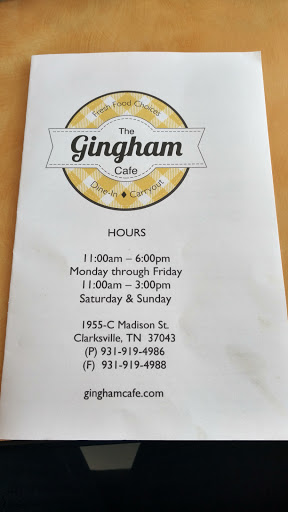 Fresh Food Choices
The
Gingham
Cafe
Dine-In ♦ Carryout
HOURS
11:00am – 6:00pm
Monday through Friday
11:00am – 3:00pm
Saturday & Sunday
1955-C Madison St.
Clarksville, TN  37043
(P) 931-919-4986
(F)  931-919-4988
ginghamcafe.com